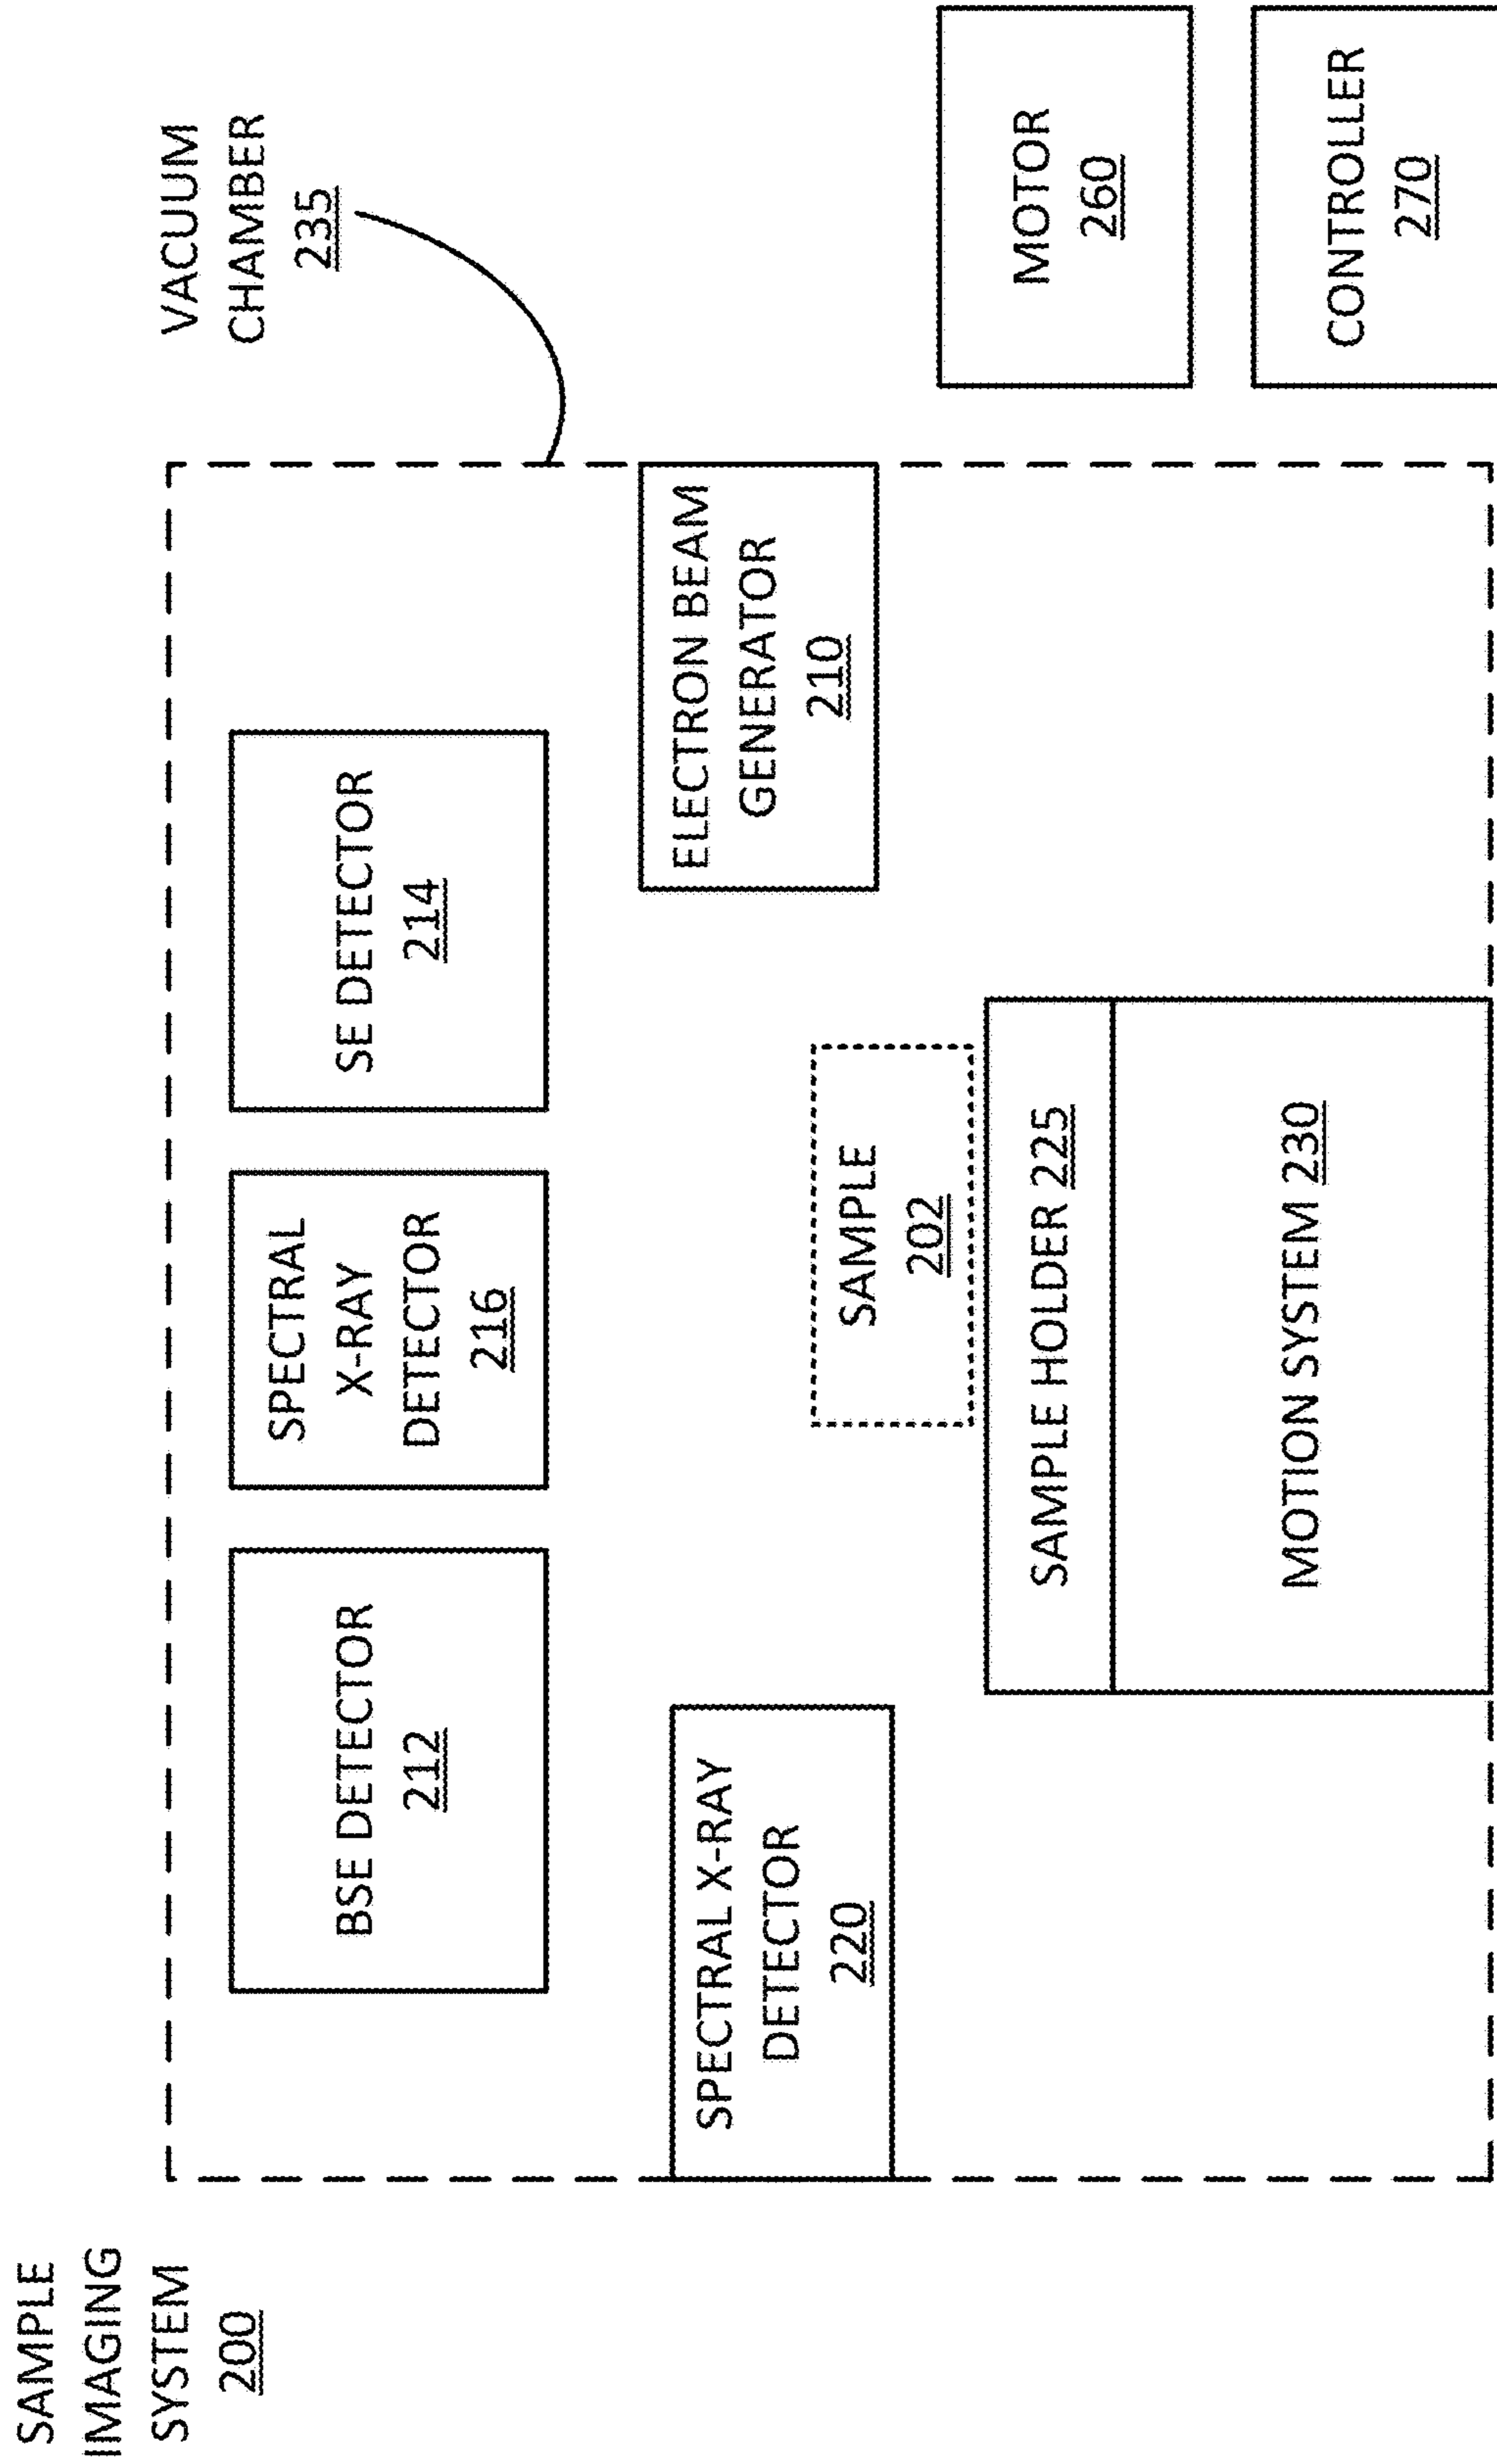 SAMPLE
IMAGING
SYSTEM
200
VACUUM
CHAMBER
235
BSE DETECTOR
212
SPECTRAL
X-RAY
DETECTOR
216
SE DETECTOR
214
SPECTRAL X-RAY
DETECTOR
220
ELECTRON BEAM
GENERATOR
210
SAMPLE
202
SAMPLE HOLDER 225
MOTION SYSTEM 230
MOTOR
260
CONTROLLER
270